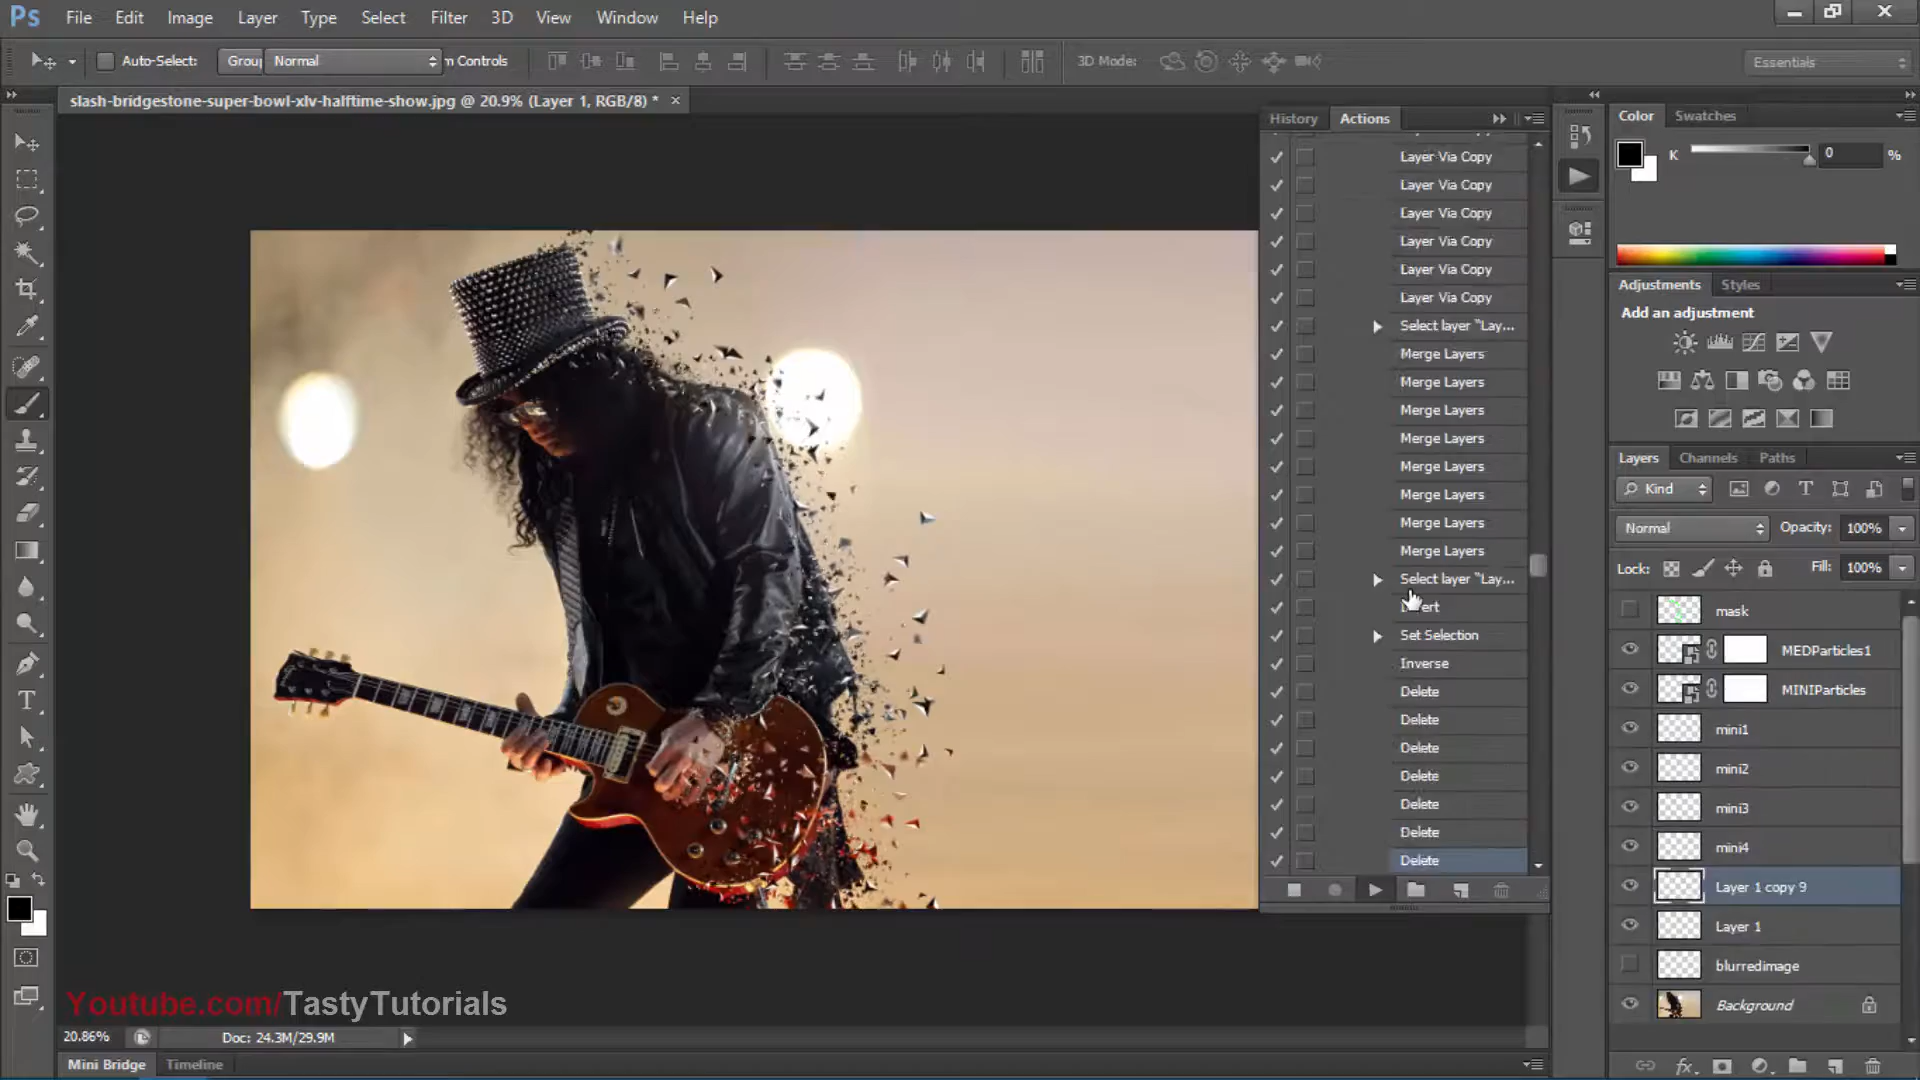 Ps File Edit Image Layer Type Select Filter 3D View Window Help
Auto-Select: Group Normal m Controls 3D Mode: Essentials
slash-bridgestone-super-bowl-xlv-halftime-show.jpg @ 20.9% (Layer 1, RGB/8) *
History Actions
Layer Via Copy
Layer Via Copy
Layer Via Copy
Layer Via Copy
Layer Via Copy
Layer Via Copy
Select layer "Lay...
Merge Layers
Merge Layers
Merge Layers
Merge Layers
Merge Layers
Merge Layers
Merge Layers
Merge Layers
Select layer "Lay...
Set Selection
Inverse
Delete
Delete
Delete
Delete
Delete
Delete
Delete
Color Swatches
K 0 %
Adjustments Styles
Add an adjustment
Layers Channels Paths
Kind
Normal Opacity: 100%
Lock: Fill: 100%
mask
MEDParticles1
MINIParticles
mini1
mini2
mini3
mini4
Layer 1 copy 9
Layer 1
blurredimage
Background
Youtube.com/TastyTutorials
20.86% Doc: 24.3M/29.9M
Mini Bridge Timeline